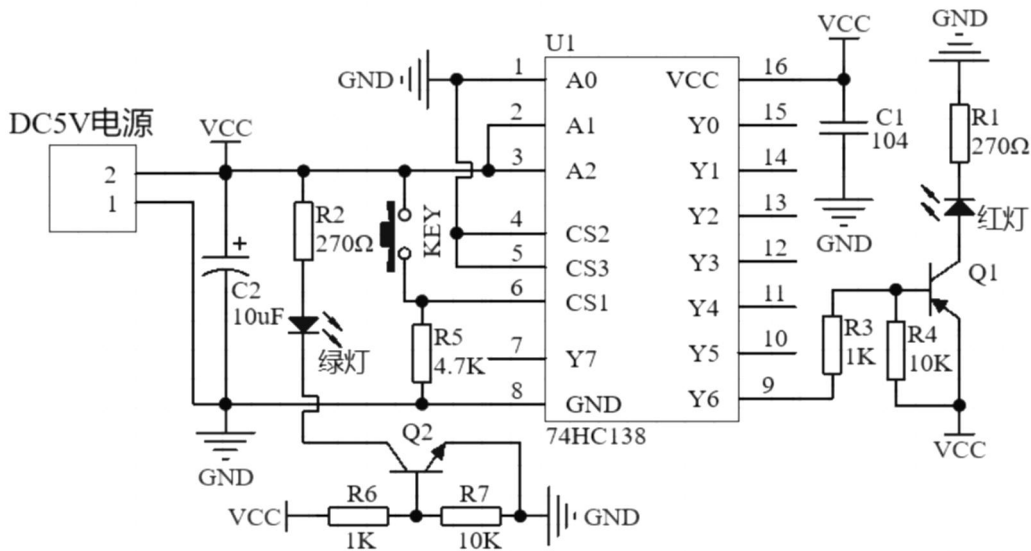 DC5V电源
2
1
VCC
C2
10uF
+
GND
R2
270Ω
绿灯
KEY
R5
4.7K
GND
U1
1
2
3
4
5
6
7
8
A0
A1
A2
CS2
CS3
CS1
Y7
GND
VCC
Y0
Y1
Y2
Y3
Y4
Y5
Y6
16
15
14
13
12
11
10
9
74HC138
VCC
C1
104
GND
GND
R1
270Ω
红灯
Q1
R3
1K
R4
10K
VCC
Q2
VCC
R6
1K
R7
10K
GND